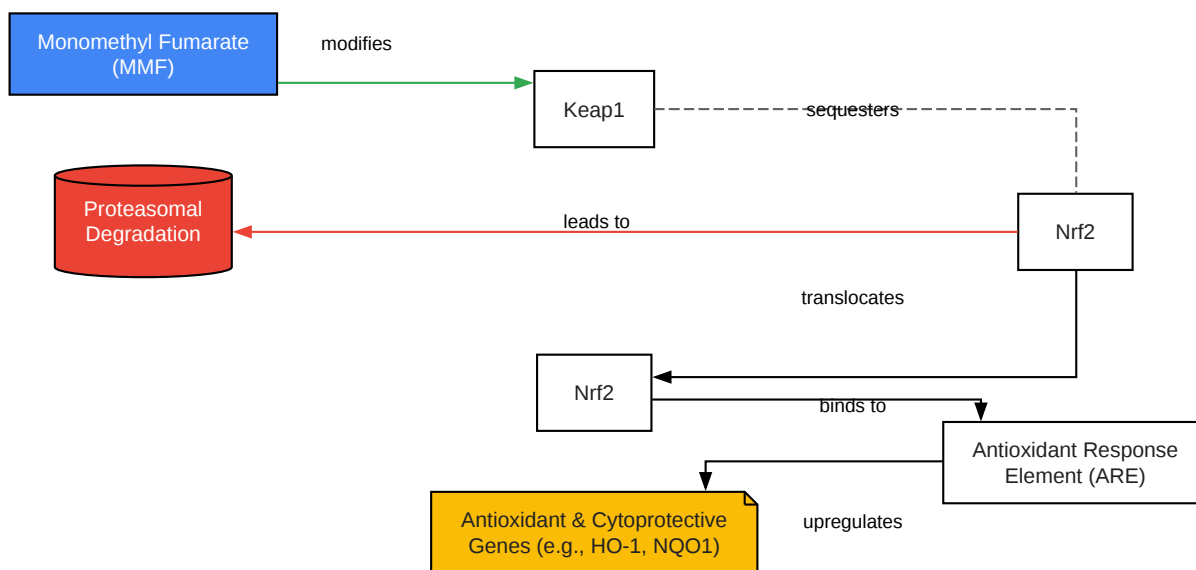 Monomethyl Fumarate
(MMF)
modifies
Keap1
sequesters
Proteasomal
Degradation
leads to
Nrf2
translocates
Nrf2
binds to
Antioxidant Response
Element (ARE)
Antioxidant & Cytoprotective
Genes (e.g., HO-1, NQO1)
upregulates